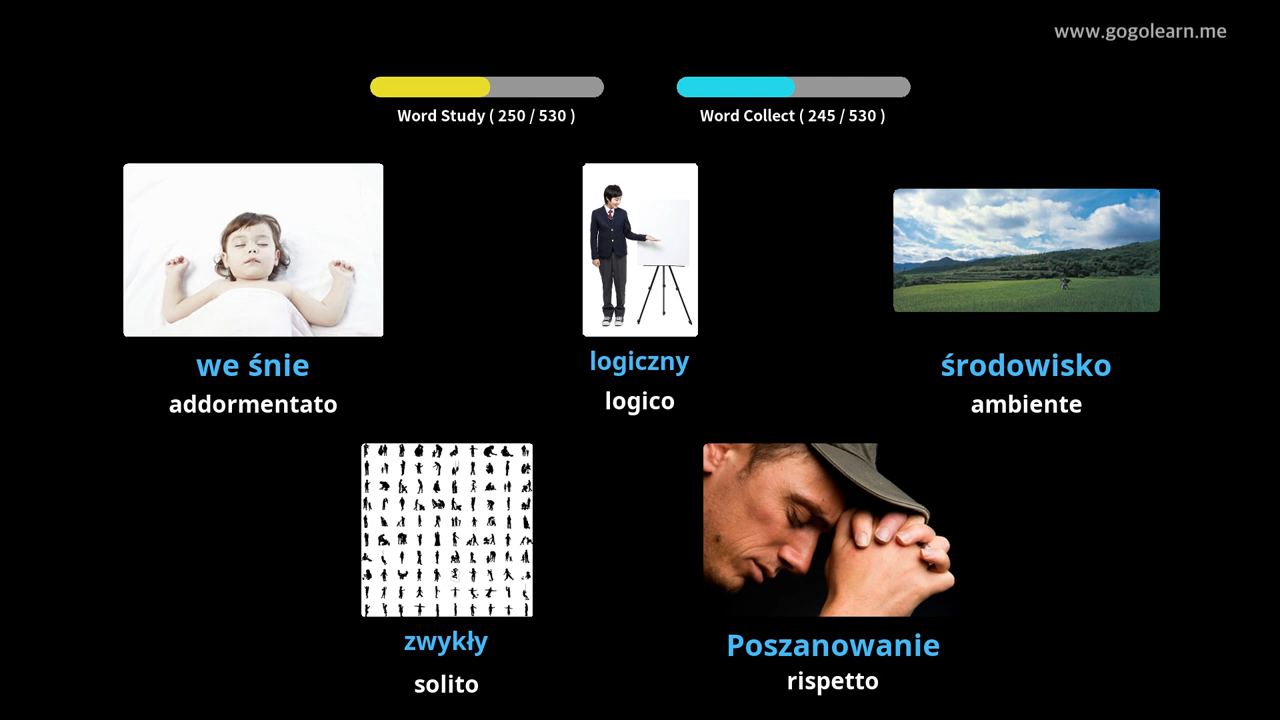 www.gogolearn.me
Word Study ( 250 / 530 )
Word Collect ( 245 / 530 )
we śnie
addormentato
logiczny
logico
środowisko
ambiente
zwykły
solito
Poszanowanie
rispetto